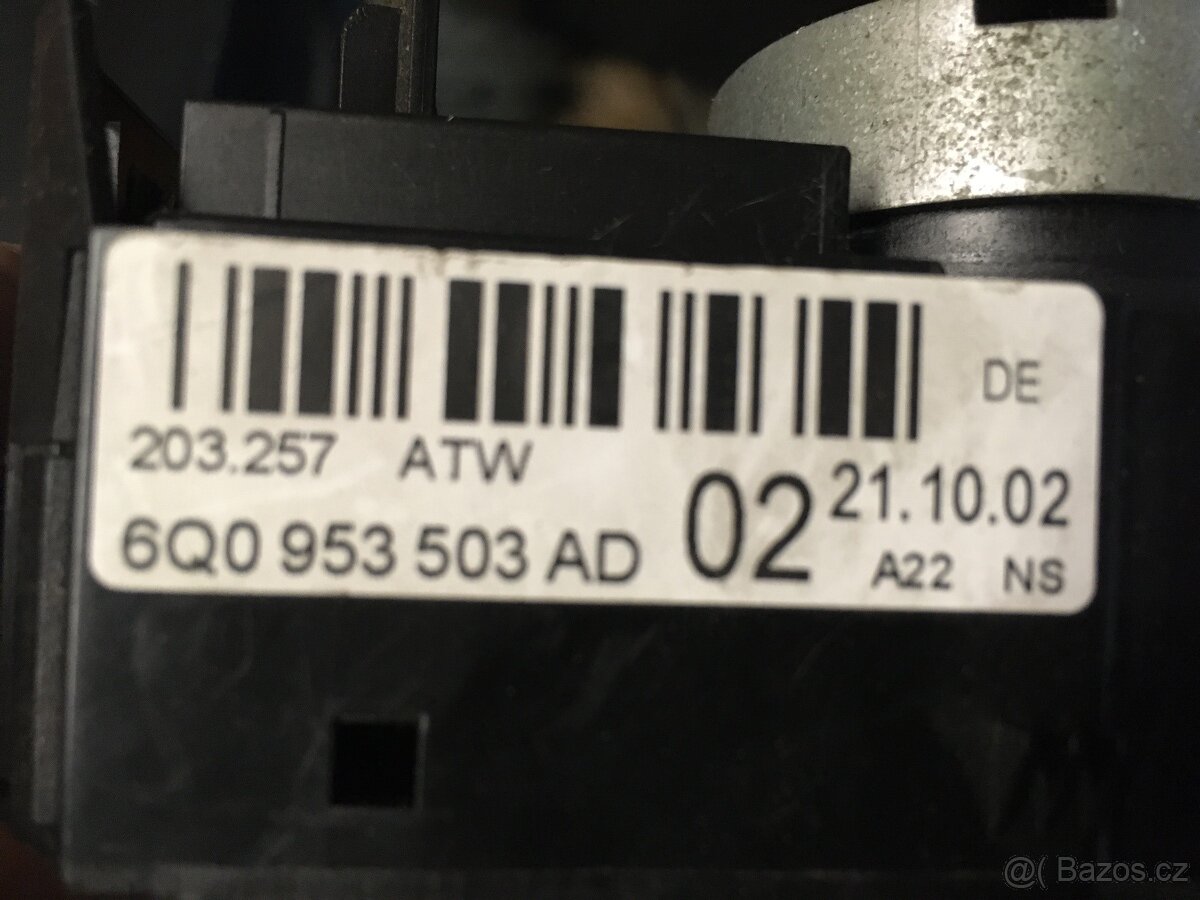 DE
203.257 ATW
6Q0 953 503 AD 02 21.10.02
A22 NS
@( Bazos.cz